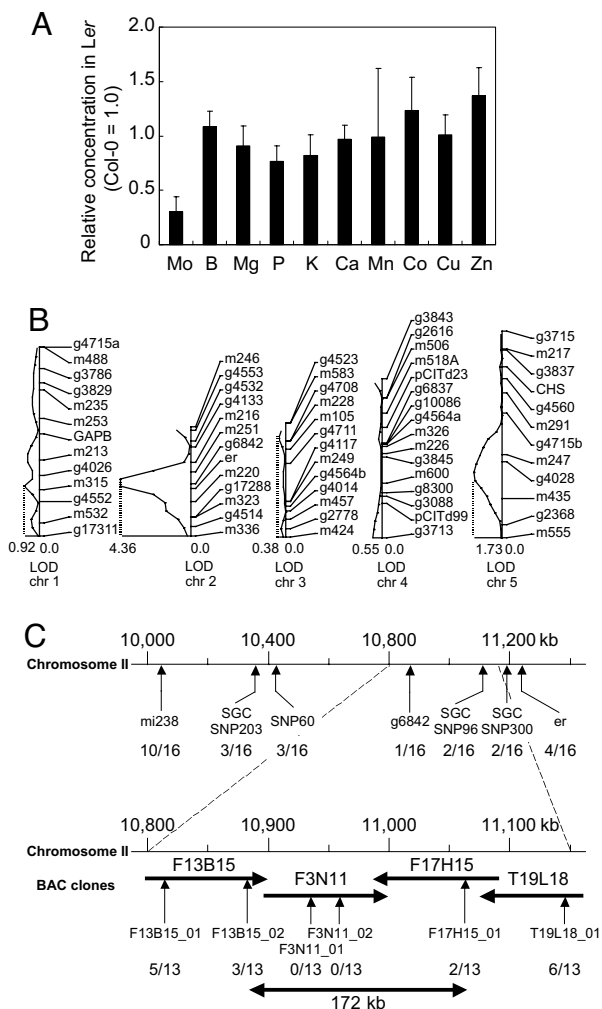 A
Relative concentration in Ler
(Col-0 = 1.0)
2.0
1.5
1.0
0.5
0
Mo B Mg P K Ca Mn Co Cu Zn
B
g4715a
m488
g3786
g3829
m235
m253
GAPB
m213
g4026
m315
g4552
m532
g17311
0.92 0.0
LOD
chr 1
m246
g4553
g4532
g4133
m216
m251
g6842
er
m220
g17288
m323
g4514
m336
4.36 0.0
LOD
chr 2
g4523
m583
g4708
m228
m105
g4711
g4117
m249
g4564b
g4014
m457
g2778
m424
0.38 0.0
LOD
chr 3
g3843
g2616
m506
m518A
pCITd23
g6837
g10086
g4564a
m326
m226
g3845
m600
g8300
g3088
pCITd99
g3713
0.55 0.0
LOD
chr 4
g3715
m217
g3837
CHS
g4560
m291
g4715b
m247
g4028
m435
g2368
m555
1.73 0.0
LOD
chr 5
C
10,000 10,400 10,800 11,200 kb
Chromosome II
mi238 SGC SNP203 SNP60 g6842 SGC SNP96 SGC SNP300 er
10/16 3/16 3/16 1/16 2/16 2/16 4/16
10,800 10,900 11,000 11,100 kb
Chromosome II
BAC clones
F13B15 F3N11 F17H15 T19L18
F13B15_01 F13B15_02 F3N11_01 F3N11_02 F17H15_01 T19L18_01
5/13 3/13 0/13 0/13 2/13 6/13
172 kb